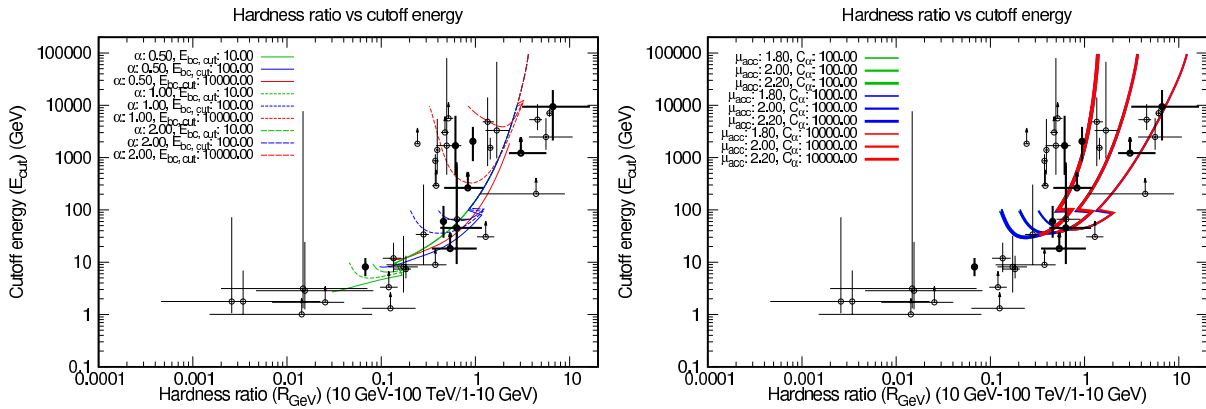 Hardness ratio vs cutoff energy
Cutoff energy (E_cut) (GeV)
100000
10000
1000
100
10
1
0.1
α: 0.50, E_bc,cut: 10.00
α: 0.50, E_bc,cut: 100.00
α: 0.50, E_bc,cut: 10000.00
α: 1.00, E_bc,cut: 10.00
α: 1.00, E_bc,cut: 100.00
α: 1.00, E_bc,cut: 10000.00
α: 2.00, E_bc,cut: 10.00
α: 2.00, E_bc,cut: 100.00
α: 2.00, E_bc,cut: 10000.00
0.0001 0.001 0.01 0.1 1 10
Hardness ratio (R_GeV) (10 GeV-100 TeV/1-10 GeV)
Hardness ratio vs cutoff energy
Cutoff energy (E_cut) (GeV)
100000
10000
1000
100
10
1
0.1
μ_acc: 1.80, C_α: 100.00
μ_acc: 2.00, C_α: 100.00
μ_acc: 2.20, C_α: 100.00
μ_acc: 1.80, C_α: 1000.00
μ_acc: 2.00, C_α: 1000.00
μ_acc: 2.20, C_α: 1000.00
μ_acc: 1.80, C_α: 10000.00
μ_acc: 2.00, C_α: 10000.00
μ_acc: 2.20, C_α: 10000.00
0.0001 0.001 0.01 0.1 1 10
Hardness ratio (R_GeV) (10 GeV-100 TeV/1-10 GeV)